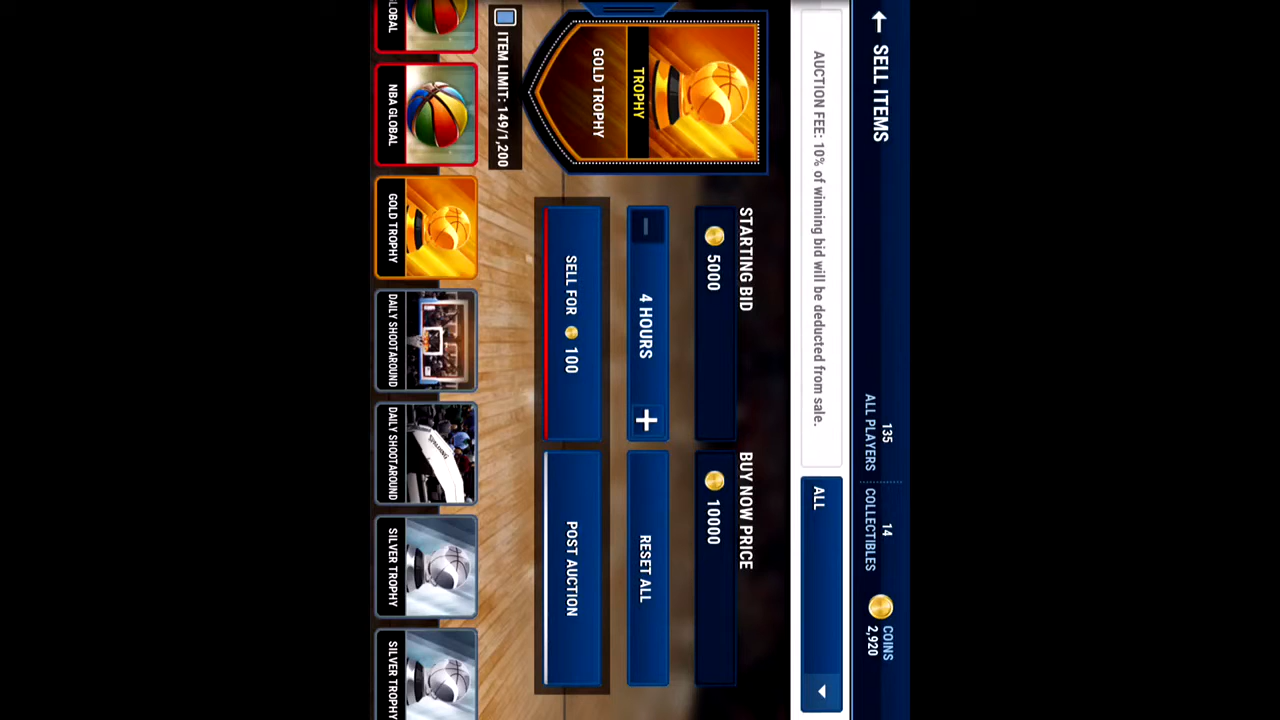 SELL ITEMS
135
ALL PLAYERS
14
COLLECTIBLES
COINS
2,920
AUCTION FEE: 10% of winning bid will be deducted from sale.
ALL
TROPHY
GOLD TROPHY
ITEM LIMIT: 149/1,200
STARTING BID
5000
BUY NOW PRICE
10000
4 HOURS
RESET ALL
SELL FOR 100
POST AUCTION
GLOBAL
NBA GLOBAL
GOLD TROPHY
DAILY SHOOTAROUND
DAILY SHOOTAROUND
SILVER TROPHY
SILVER TROPHY